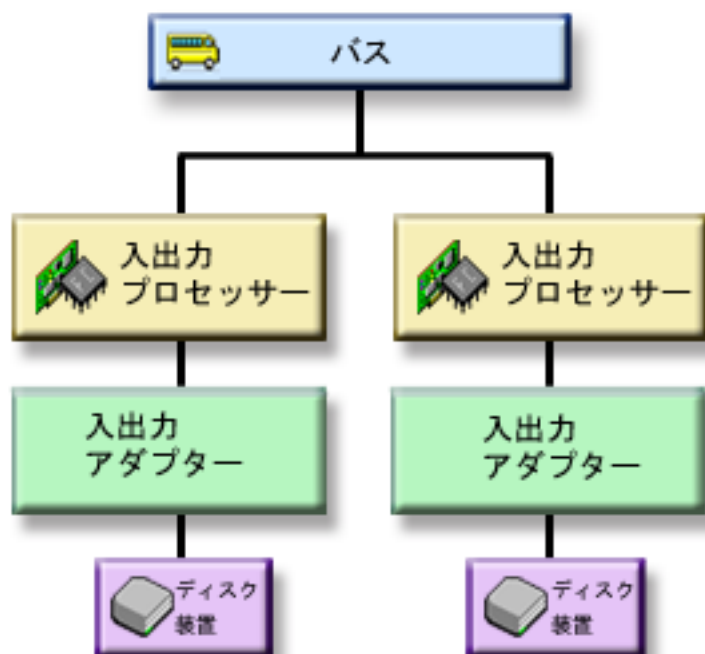 バス
入出力
プロセッサー
入出力
プロセッサー
入出力
アダプター
入出力
アダプター
ディスク
装置
ディスク
装置